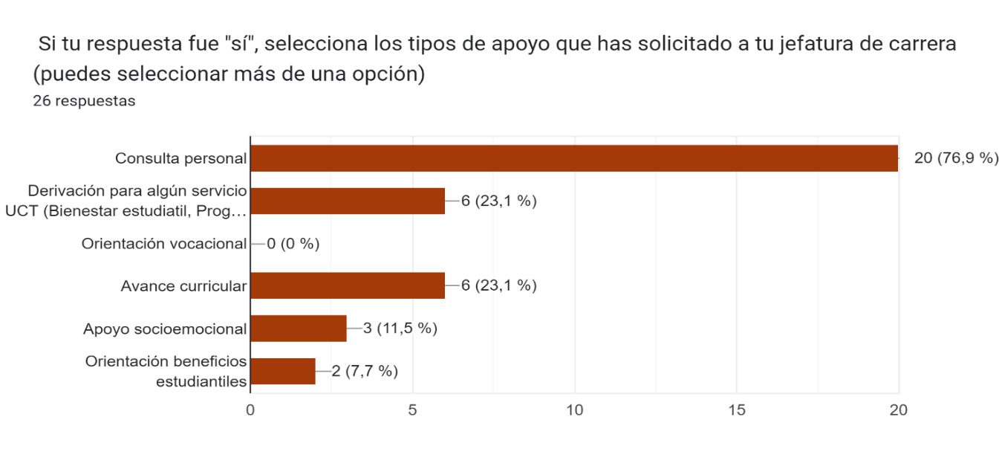 Si tu respuesta fue "sí", selecciona los tipos de apoyo que has solicitado a tu jefatura de carrera
(puedes seleccionar más de una opción)
26 respuestas
Consulta personal
20 (76,9 %)
Derivación para algún servicio
UCT (Bienestar estudiatil, Prog…
6 (23,1 %)
Orientación vocacional
0 (0 %)
Avance curricular
6 (23,1 %)
Apoyo socioemocional
3 (11,5 %)
Orientación beneficios
estudiantiles
2 (7,7 %)
0 5 10 15 20